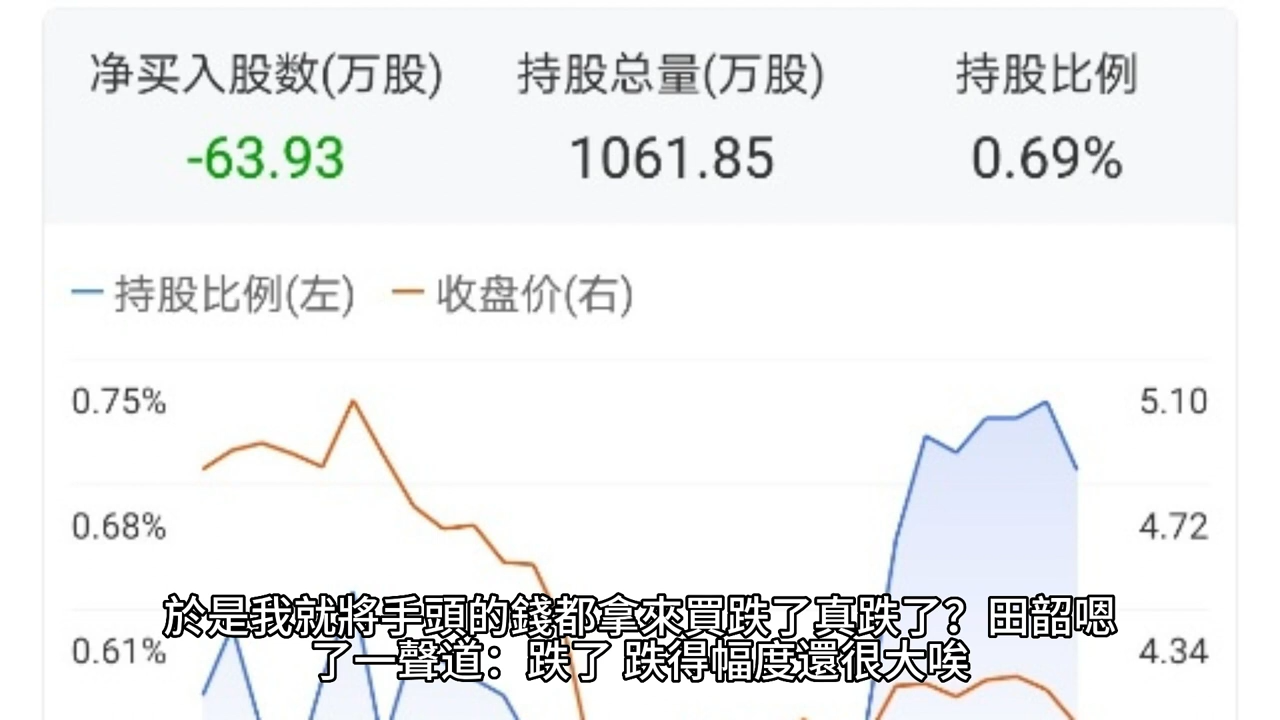 净买入股数(万股) 持股总量(万股) 持股比例
-63.93 1061.85 0.69%
持股比例(左) 收盘价(右)
0.75% 5.10
0.68% 4.72
0.61% 4.34
於是我就將手頭的錢都拿來買跌了真跌了？田韶嗯
了一聲道：跌了 跌得幅度還很大唉